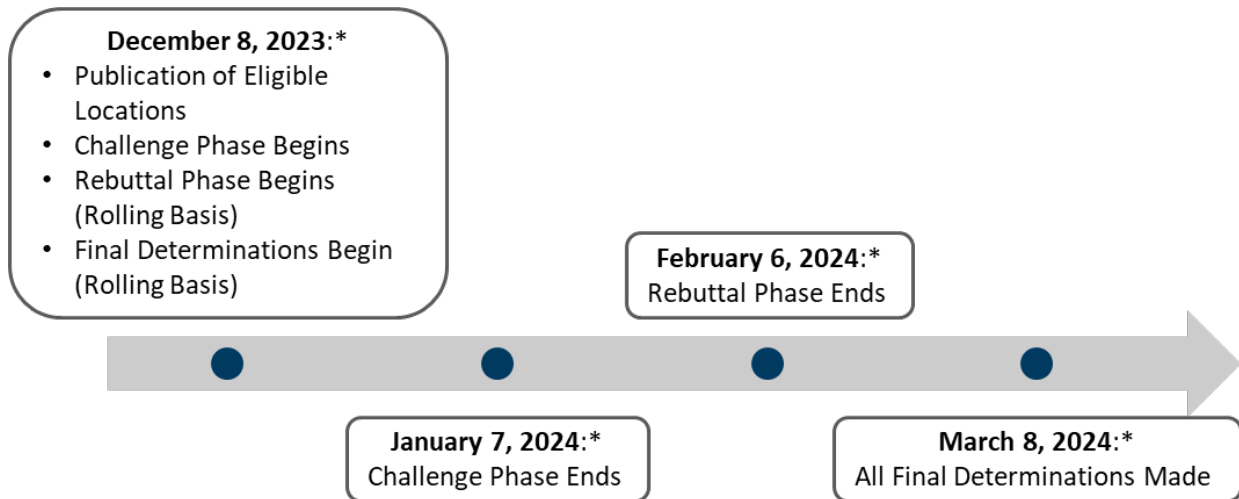 December 8, 2023:*
• Publication of Eligible
Locations
• Challenge Phase Begins
• Rebuttal Phase Begins
(Rolling Basis)
• Final Determinations Begin
(Rolling Basis)
January 7, 2024:*
Challenge Phase Ends
February 6, 2024:*
Rebuttal Phase Ends
March 8, 2024:*
All Final Determinations Made